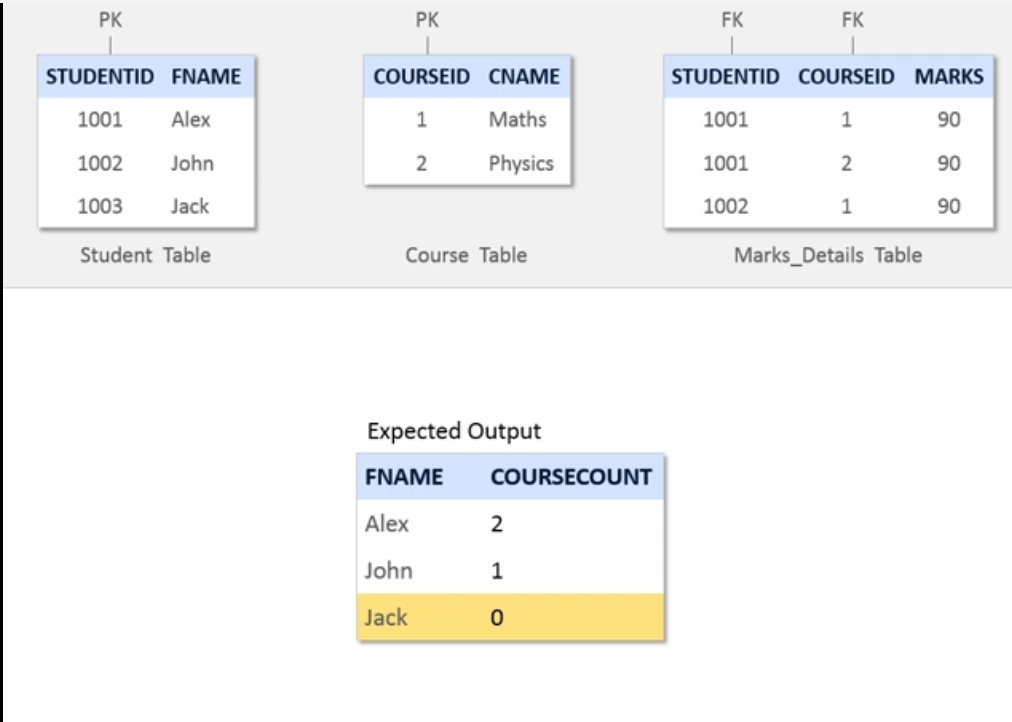 PK PK FK FK
STUDENTID FNAME COURSEID CNAME STUDENTID COURSEID MARKS
1001 Alex 1 Maths 1001 1 90
1002 John 2 Physics 1001 2 90
1003 Jack 1002 1 90
Student Table Course Table Marks_Details Table
Expected Output
FNAME COURSECOUNT
Alex 2
John 1
Jack 0